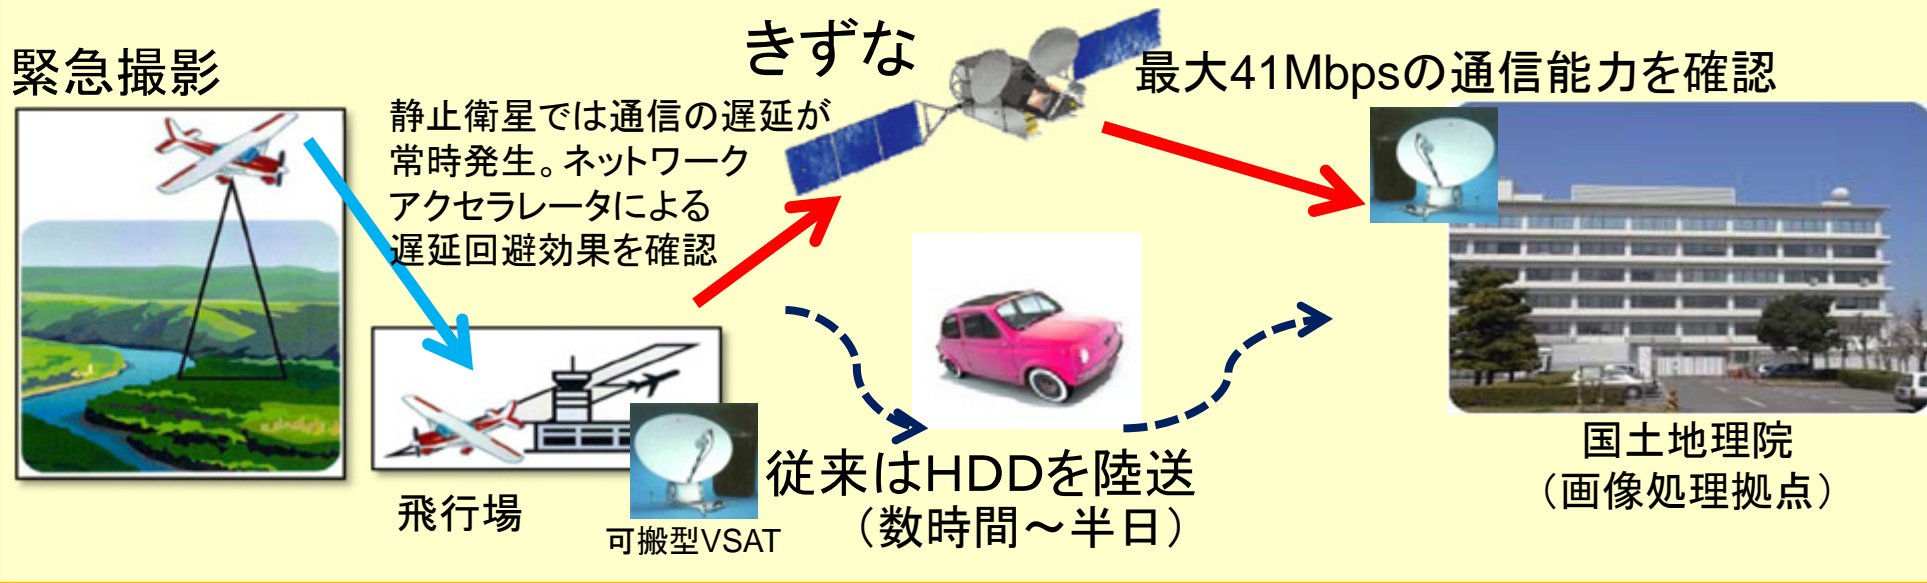 緊急撮影
きずな
最大41Mbpsの通信能力を確認
静止衛星では通信の遅延が
常時発生。ネットワーク
アクセラレータによる
遅延回避効果を確認
飛行場
可搬型VSAT
従来はHDDを陸送
（数時間～半日）
国土地理院
（画像処理拠点）